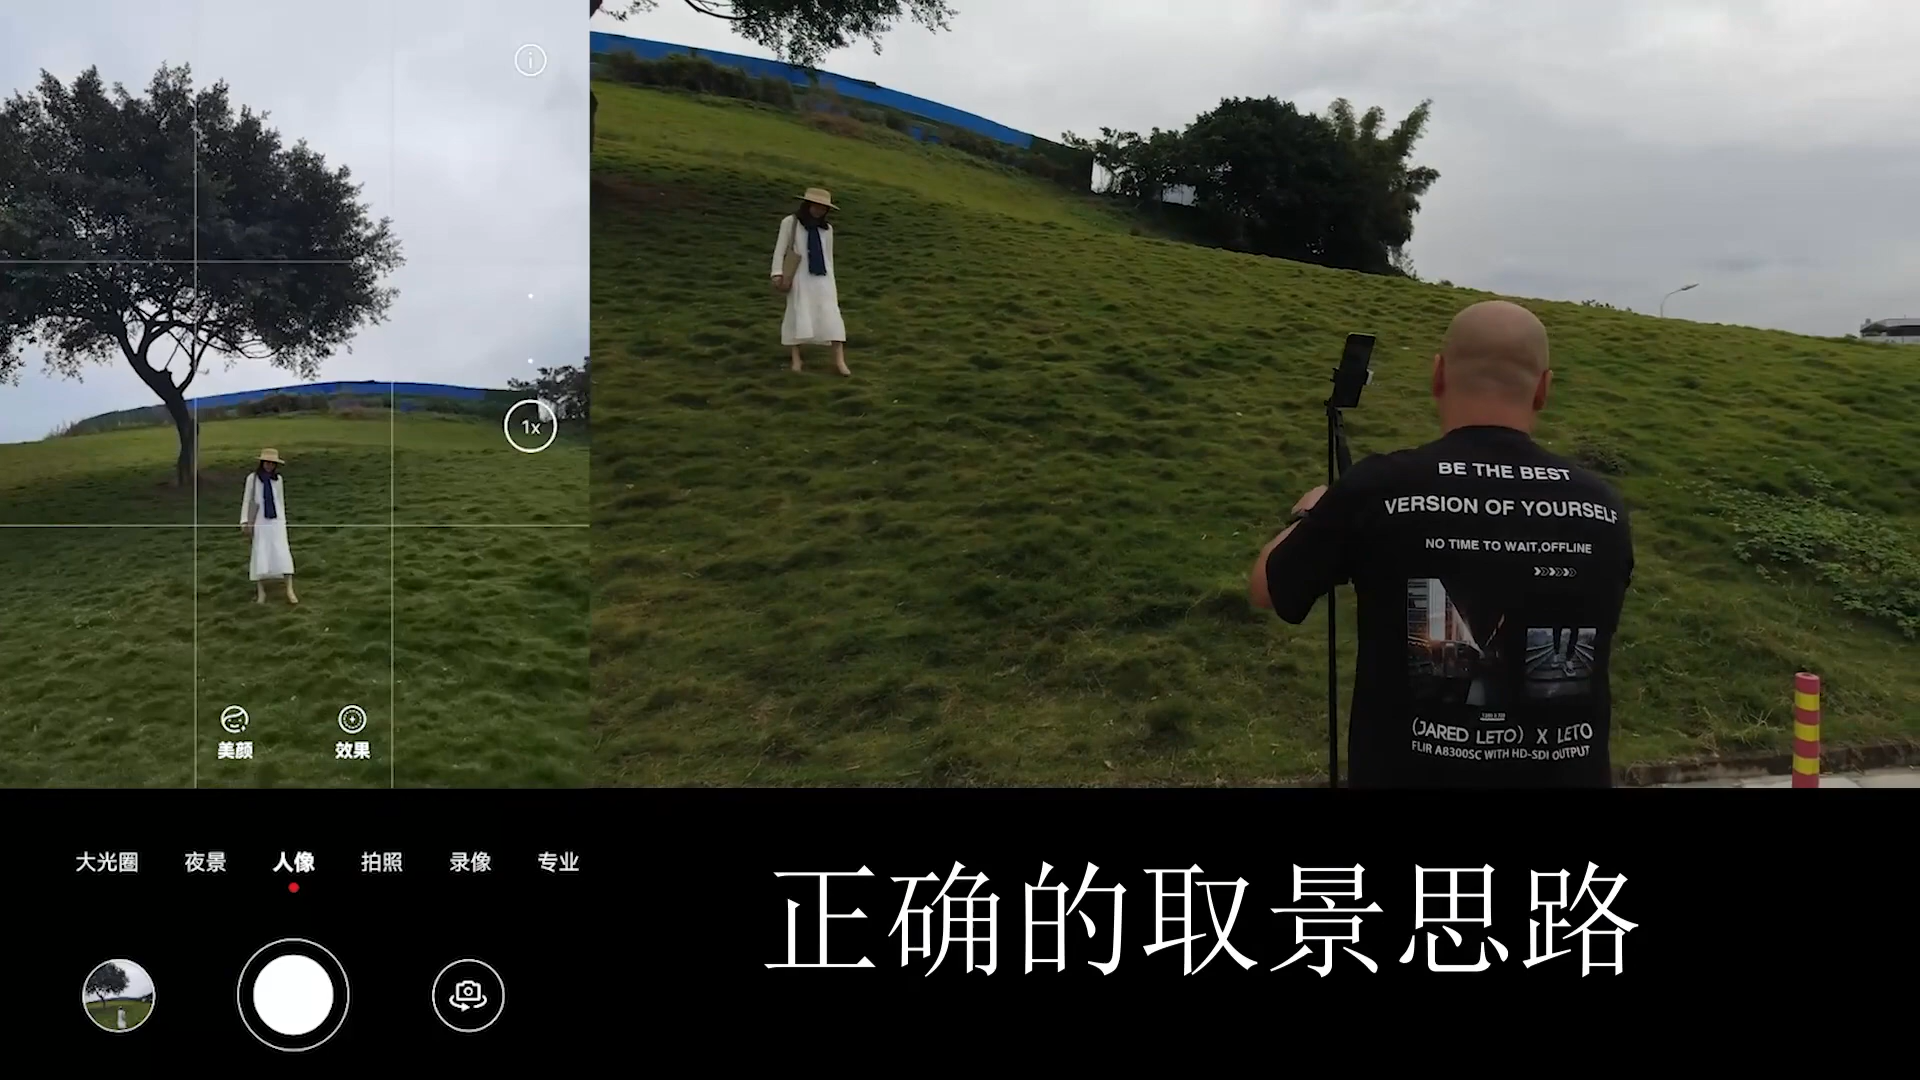 1x
美颜
效果
大光圈
夜景
人像
拍照
录像
专业
BE THE BEST
VERSION OF YOURSELF
NO TIME TO WAIT,OFFLINE
(JARED LETO) X LETO
FLIR A8300SC WITH HD-SDI OUTPUT
正确的取景思路